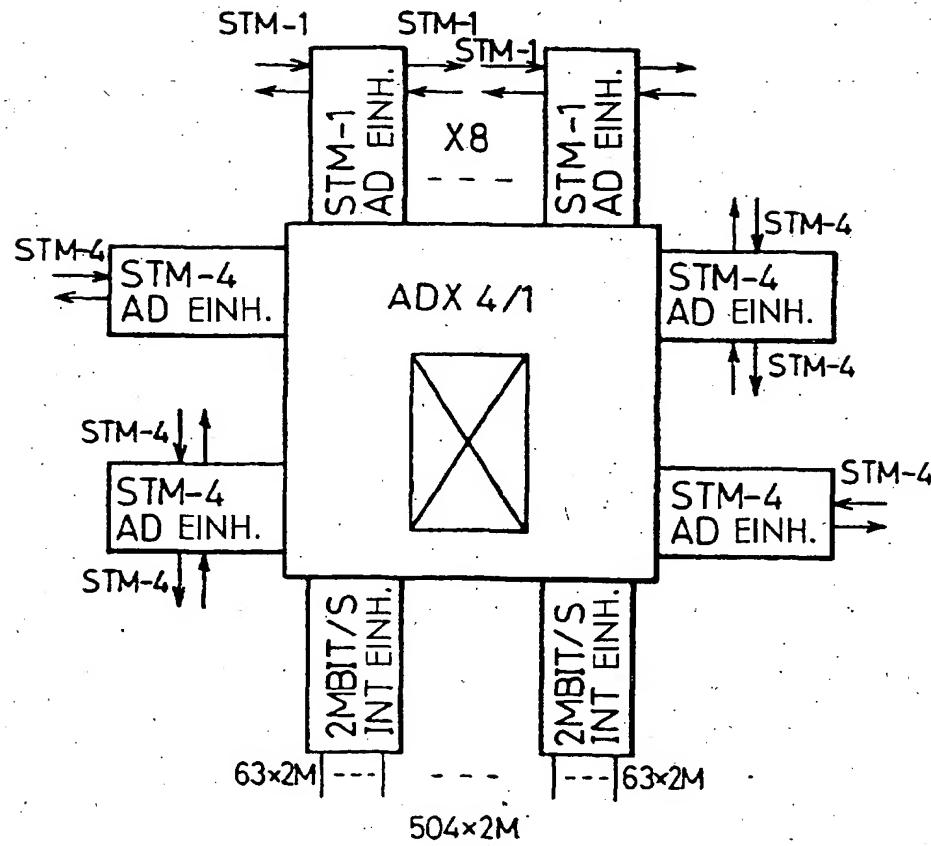 STM-1
STM-1
STM-1
STM-1
AD EINH.
X8
STM-1
AD EINH.
STM-4
STM-4
AD EINH.
ADX 4/1
STM-4
STM-4
AD EINH.
STM-4
STM-4
STM-4
AD EINH.
STM-4
STM-4
STM-4
AD EINH.
2MBIT/S
INT EINH.
2MBIT/S
INT EINH.
63×2M
63×2M
504×2M